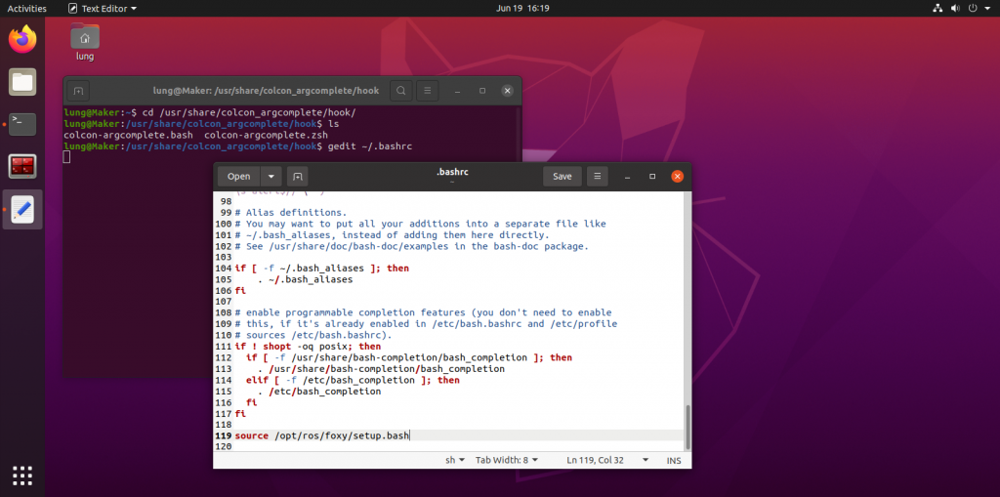 Activities
Text Editor
Jun 19 16:19
lung
lung@Maker: /usr/share/colcon_argcomplete/hook
lung@Maker:~$ cd /usr/share/colcon_argcomplete/hook/
lung@Maker:/usr/share/colcon_argcomplete/hook$ ls
colcon-argcomplete.bash  colcon-argcomplete.zsh
lung@Maker:/usr/share/colcon_argcomplete/hook$ gedit ~/.bashrc
Open
.bashrc
~
Save
98
99 # Alias definitions.
100 # You may want to put all your additions into a separate file like
101 # ~/.bash_aliases, instead of adding them here directly.
102 # See /usr/share/doc/bash-doc/examples in the bash-doc package.
103
104 if [ -f ~/.bash_aliases ]; then
105     . ~/.bash_aliases
106 fi
107
108 # enable programmable completion features (you don't need to enable
109 # this, if it's already enabled in /etc/bash.bashrc and /etc/profile
110 # sources /etc/bash.bashrc).
111 if ! shopt -oq posix; then
112   if [ -f /usr/share/bash-completion/bash_completion ]; then
113     . /usr/share/bash-completion/bash_completion
114   elif [ -f /etc/bash_completion ]; then
115     . /etc/bash_completion
116   fi
117 fi
118
119 source /opt/ros/foxy/setup.bash
120
sh
Tab Width: 8
Ln 119, Col 32
INS